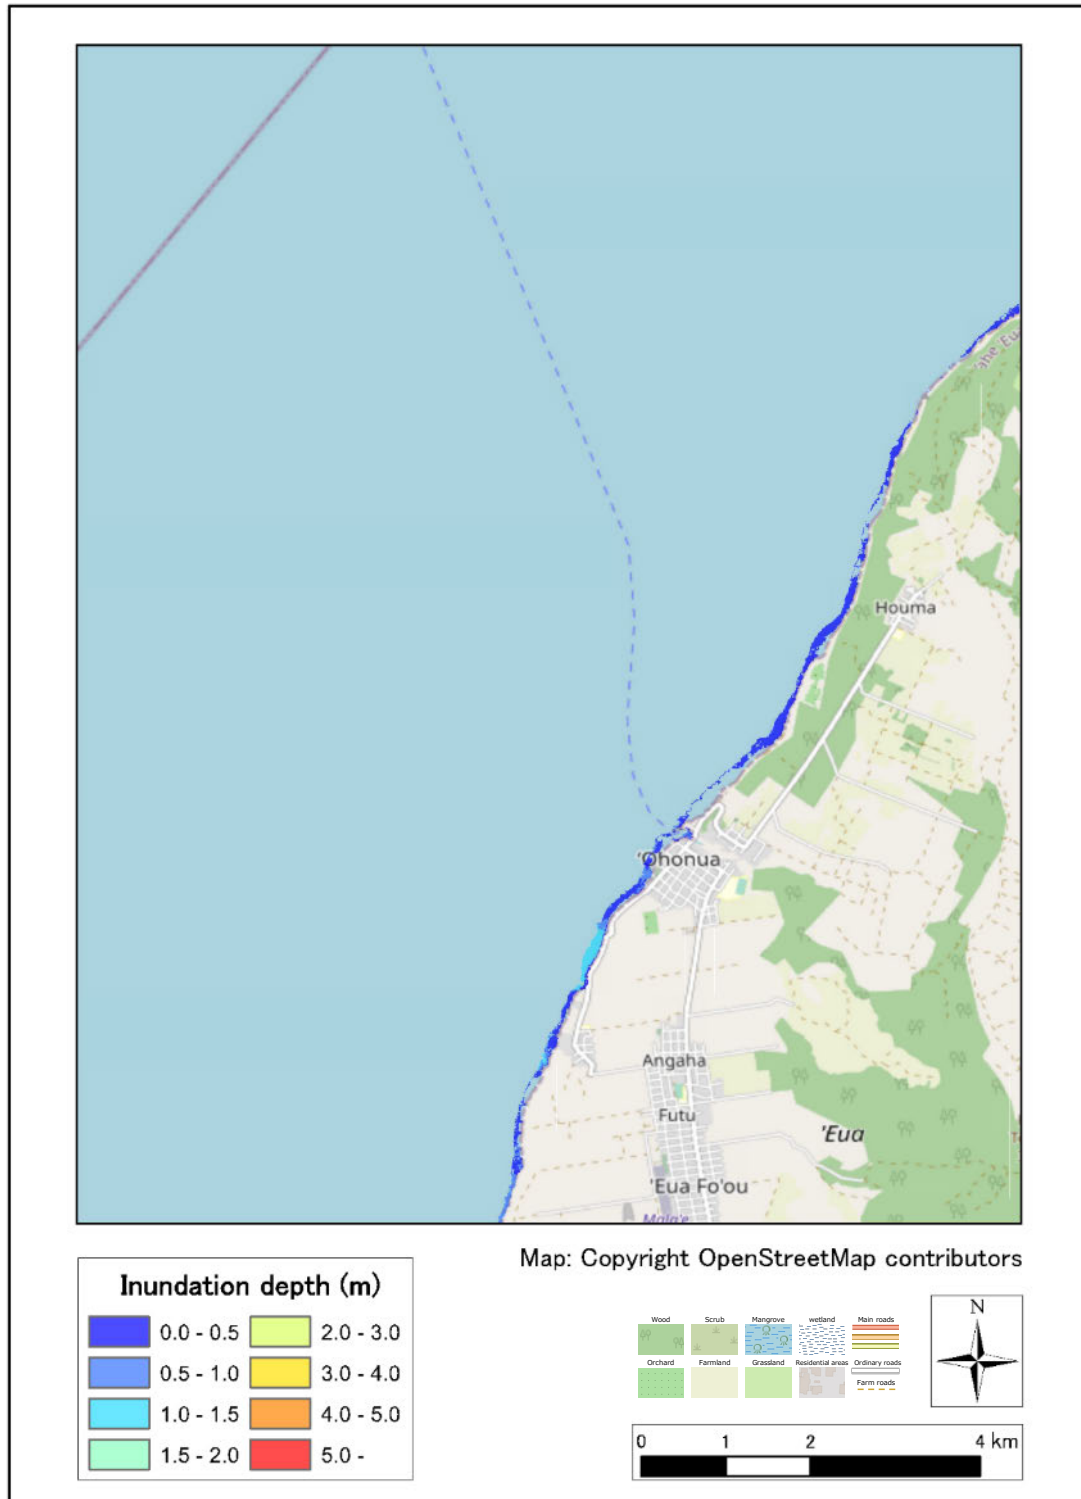 'ahe 'Eu
Houma
'Ohonua
Angaha
Futu
'Eua
'Eua Fo'ou
Mala'e
Map: Copyright OpenStreetMap contributors
Inundation depth (m)
0.0 - 0.5
2.0 - 3.0
0.5 - 1.0
3.0 - 4.0
1.0 - 1.5
4.0 - 5.0
1.5 - 2.0
5.0 -
Wood
Scrub
Mangrove
wetland
Main roads
Orchard
Farmland
Grassland
Residential areas
Ordinary roads
Farm roads
N
0 1 2 4 km